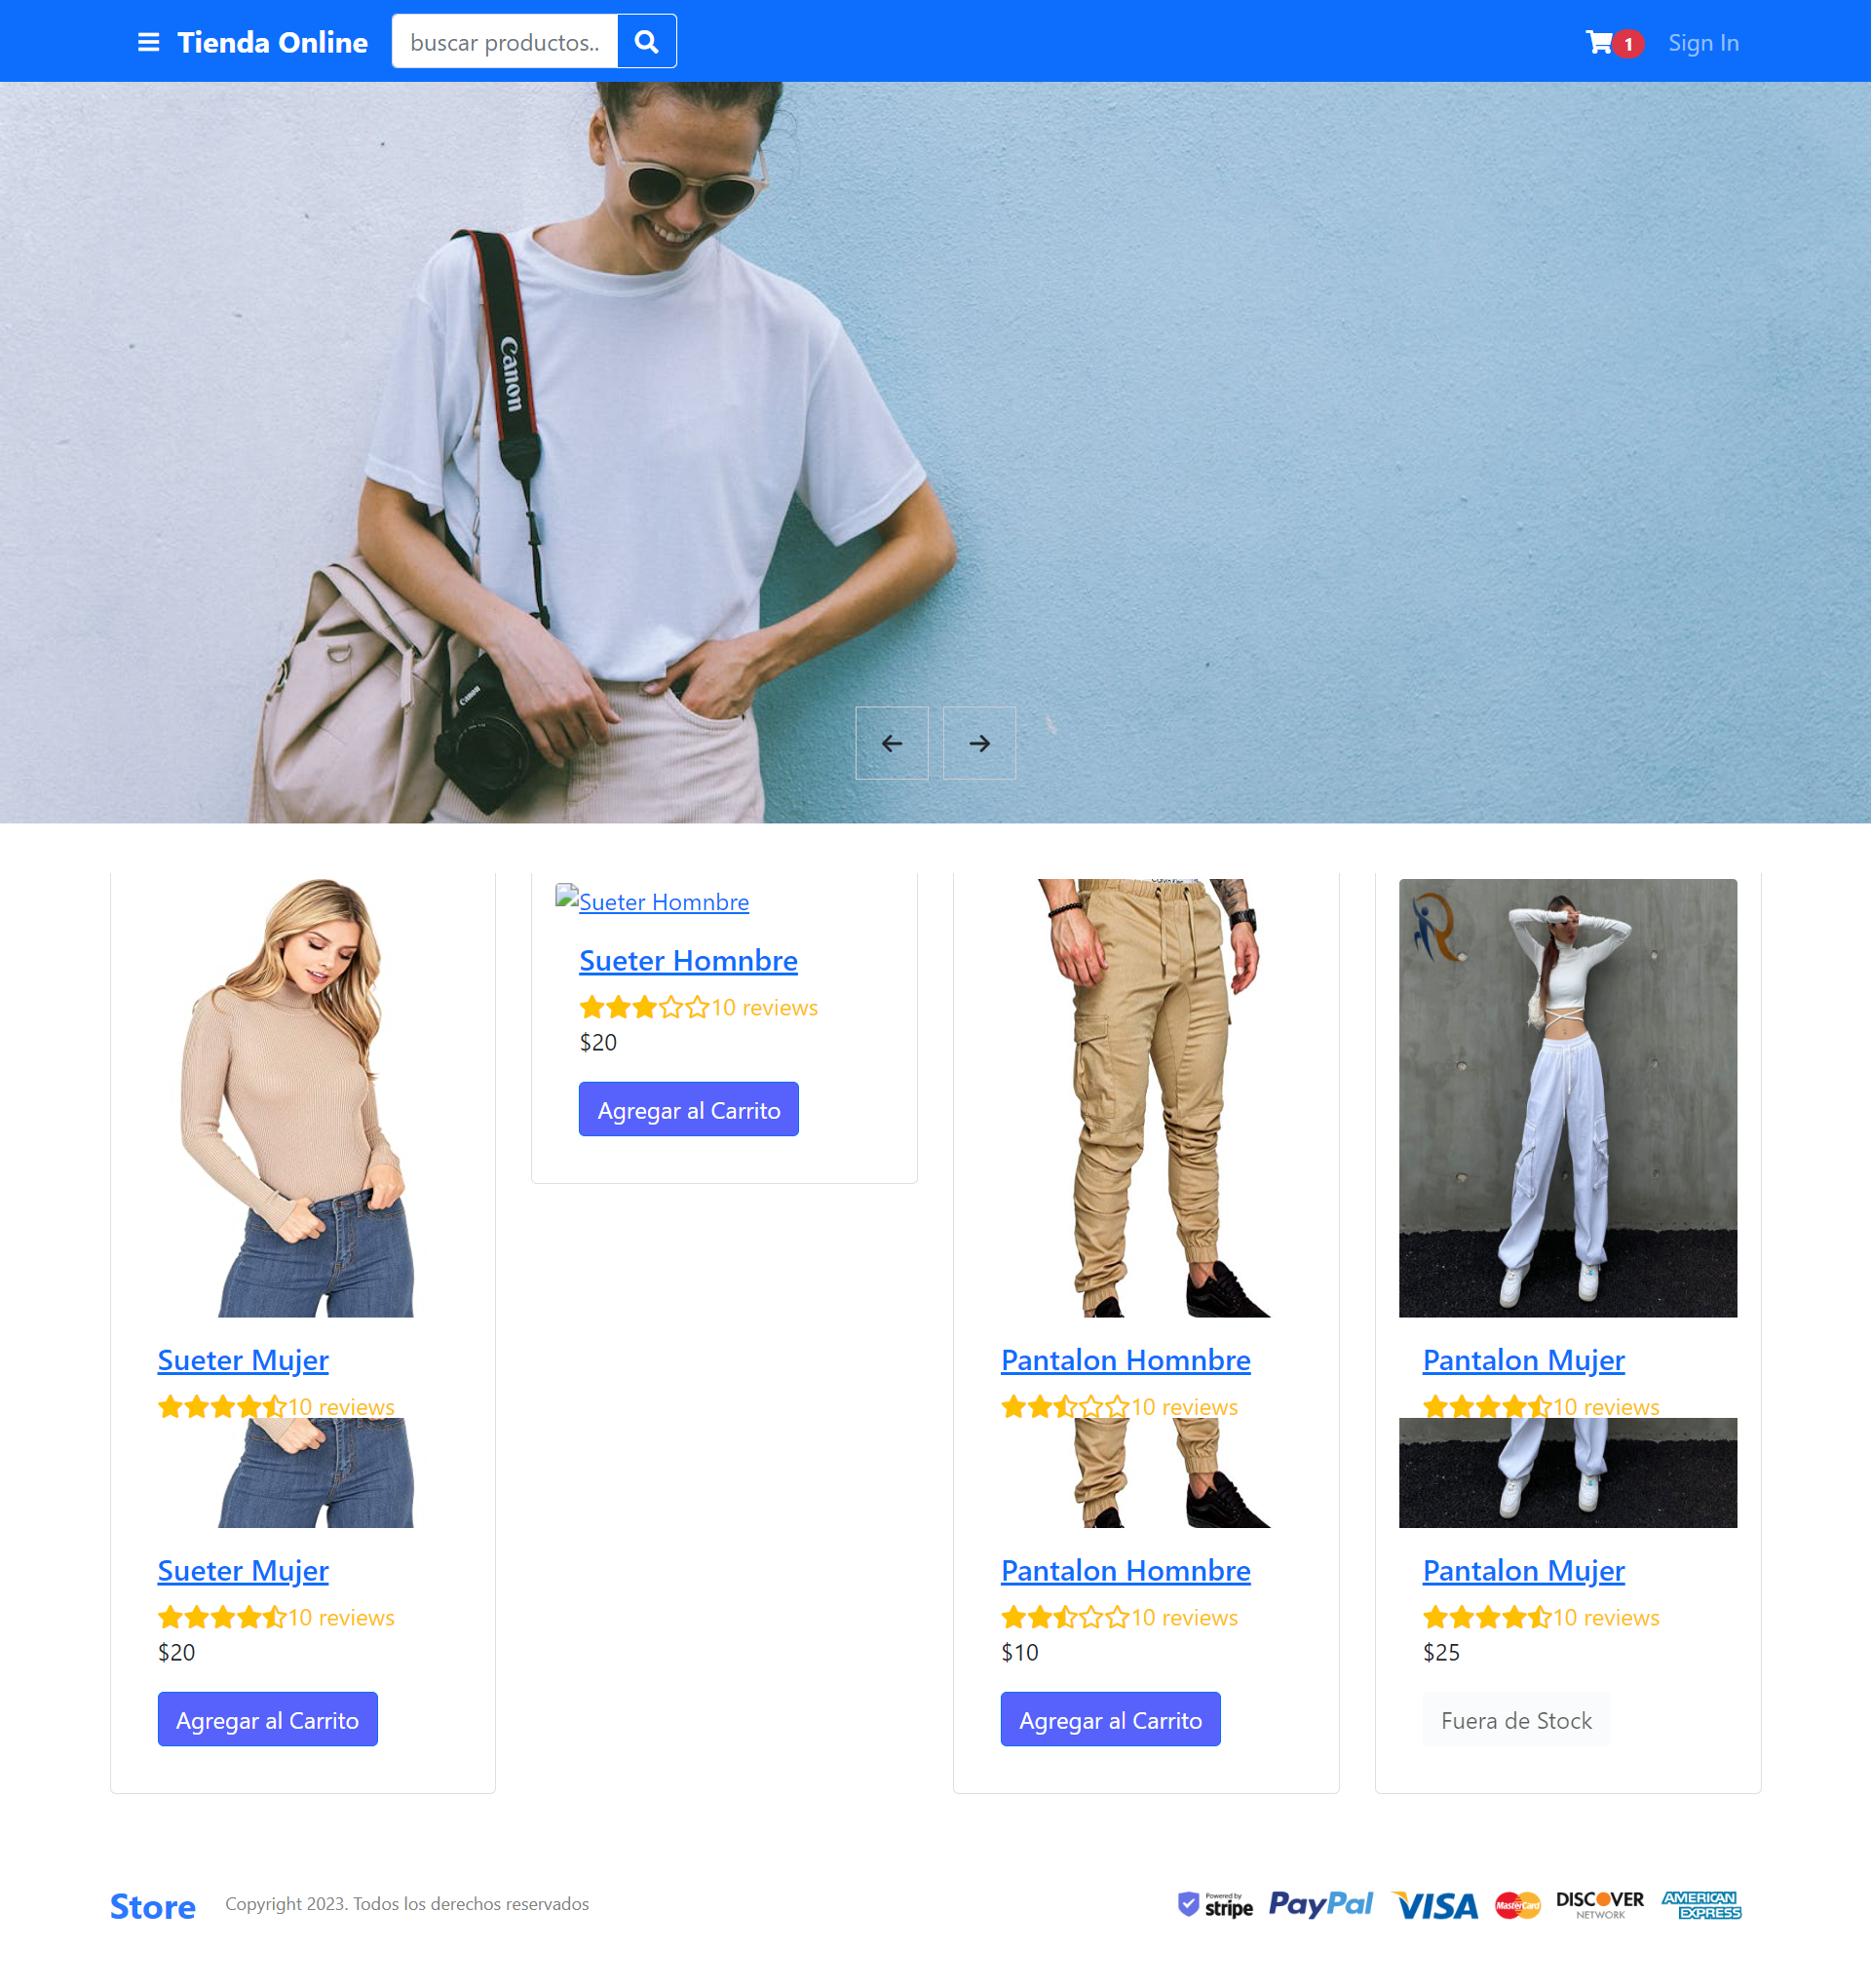 Tienda Online
buscar productos..
1
Sign In
Canon
Canon
Sueter Homnbre
Sueter Homnbre
10 reviews
$20
Agregar al Carrito
Sueter Mujer
10 reviews
Pantalon Homnbre
10 reviews
Pantalon Mujer
10 reviews
Sueter Mujer
10 reviews
$20
Agregar al Carrito
Pantalon Homnbre
10 reviews
$10
Agregar al Carrito
Pantalon Mujer
10 reviews
$25
Fuera de Stock
Store
Copyright 2023. Todos los derechos reservados
Powered by
stripe
PayPal
VISA
MasterCard
DISCOVER
NETWORK
AMERICAN
EXPRESS